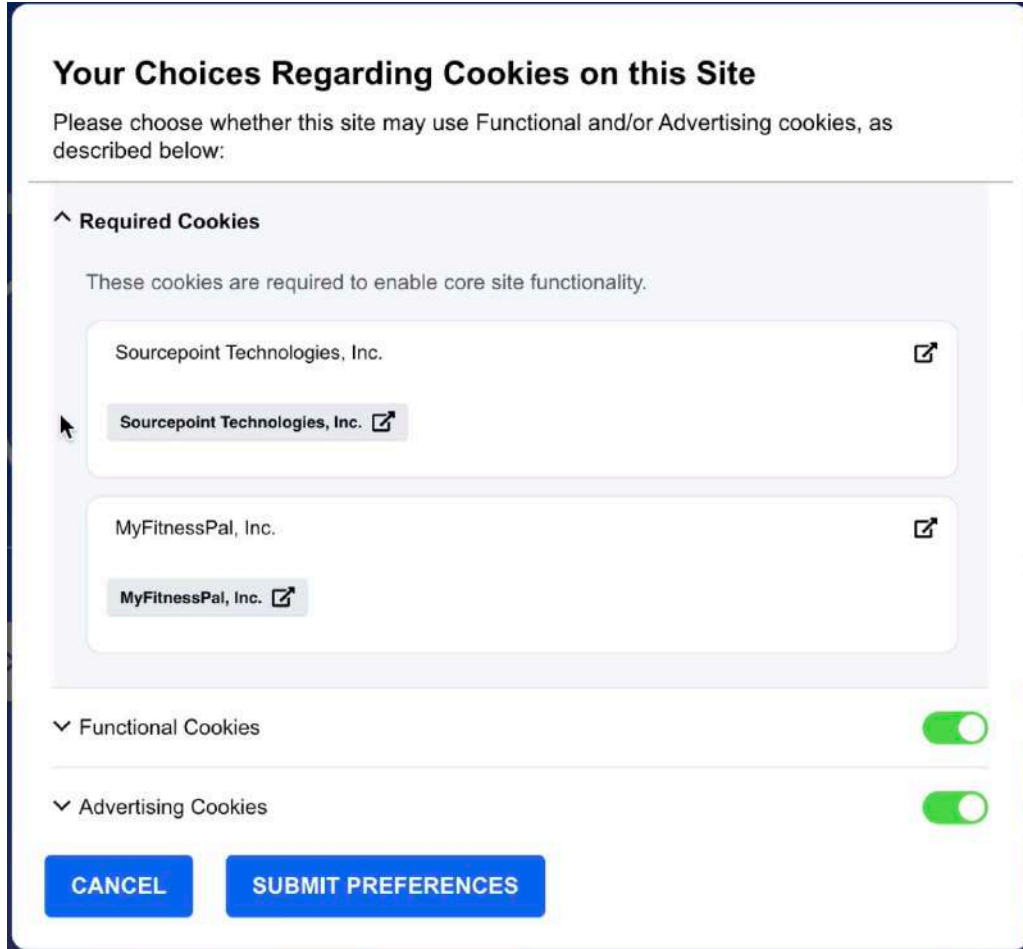 Your Choices Regarding Cookies on this Site
Please choose whether this site may use Functional and/or Advertising cookies, as
described below:
Required Cookies
These cookies are required to enable core site functionality.
Sourcepoint Technologies, Inc.
Sourcepoint Technologies, Inc.
MyFitnessPal, Inc.
MyFitnessPal, Inc.
Functional Cookies
Advertising Cookies
CANCEL
SUBMIT PREFERENCES